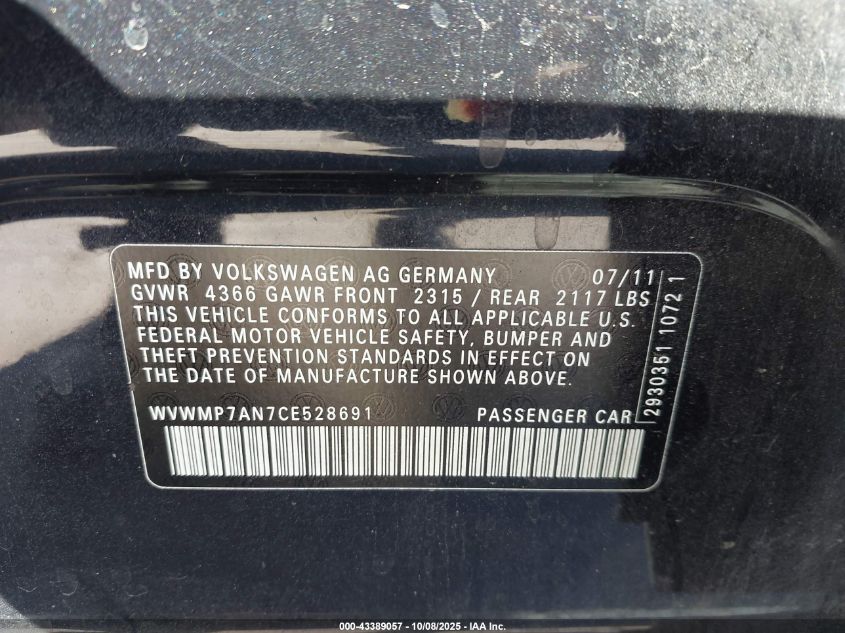 MFD BY VOLKSWAGEN AG GERMANY 07/11
GVWR 4366 GAWR FRONT 2315 / REAR 2117 LBS
THIS VEHICLE CONFORMS TO ALL APPLICABLE U.S.
FEDERAL MOTOR VEHICLE SAFETY, BUMPER AND
THEFT PREVENTION STANDARDS IN EFFECT ON
THE DATE OF MANUFACTURE SHOWN ABOVE.
WVWMP7AN7CE528691 PASSENGER CAR
2930351 1072 1
000-43389057 - 10/08/2025 - IAA Inc.